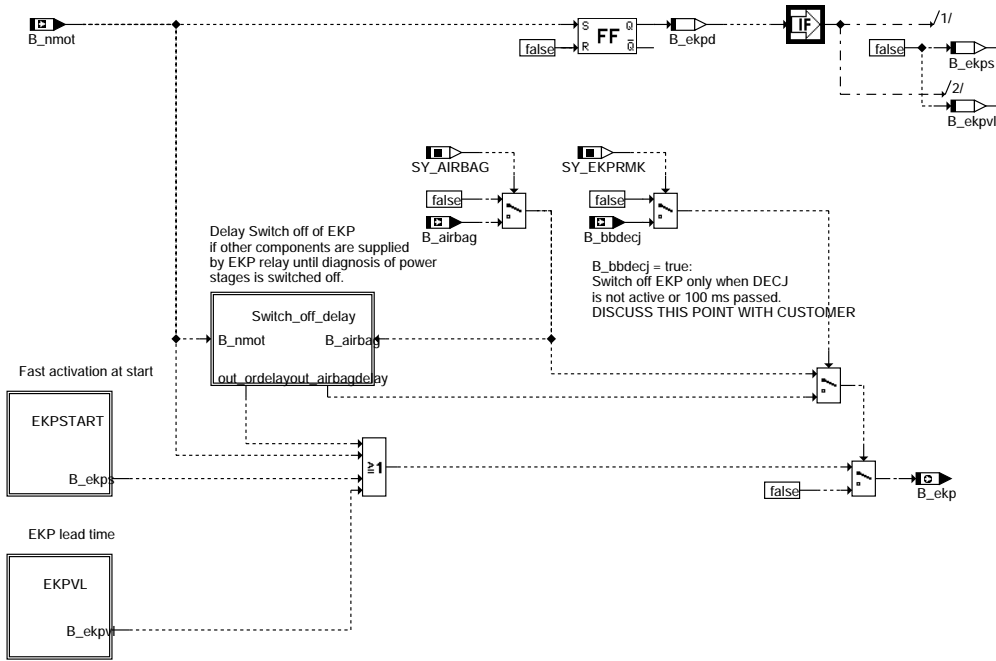 B_nmot
S Q
R Q
FF
false
B_ekpd
IF
/1/
false
B_ekps
/2/
B_ekpvl
SY_AIRBAG
SY_EKPRMK
false
B_airbag
false
B_bbdecj
Delay Switch off of EKP
if other components are supplied
by EKP relay until diagnosis of power
stages is switched off.
B_bbdecj = true:
Switch off EKP only when DECJ
is not active or 100 ms passed.
DISCUSS THIS POINT WITH CUSTOMER
Switch_off_delay
B_nmot
B_airbag
out_ordelay
out_airbagdelay
Fast activation at start
EKPSTART
B_ekps
≥1
false
B_ekp
EKP lead time
EKPVL
B_ekpvl